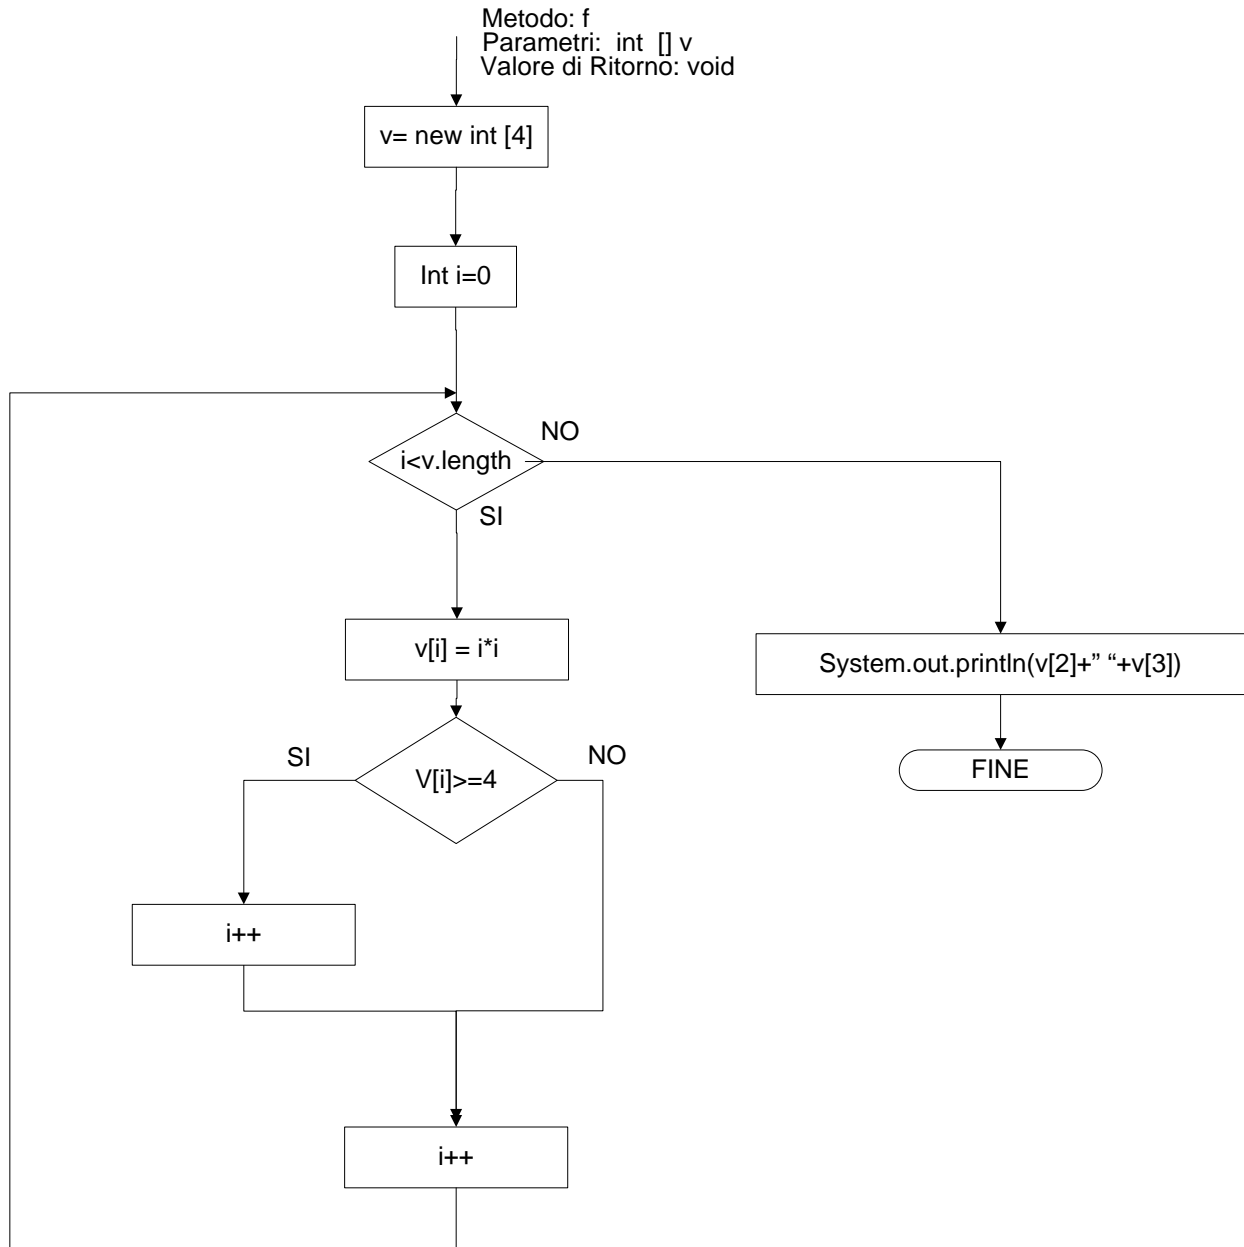 Metodo: f
Parametri: int [] v
Valore di Ritorno: void
v= new int [4]
Int i=0
i<v.length
NO
SI
v[i] = i*i
System.out.println(v[2]+” “+v[3])
SI
V[i]>=4
NO
FINE
i++
i++